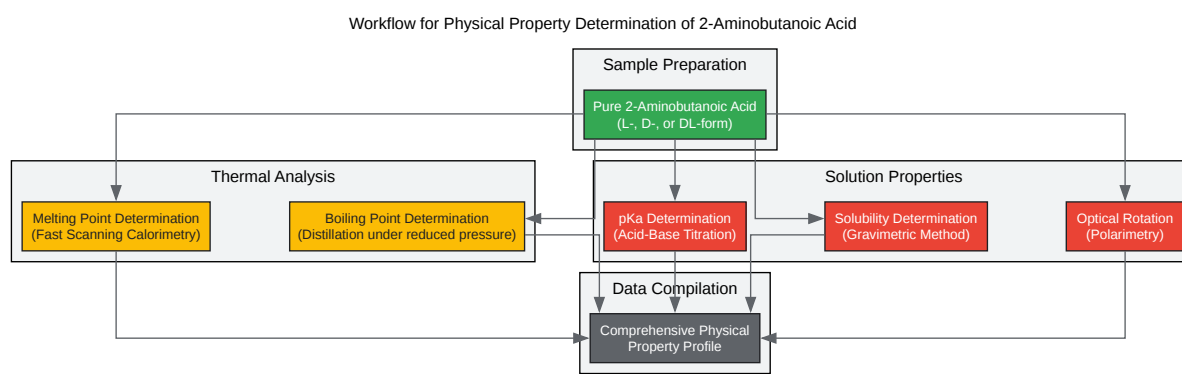 Workflow for Physical Property Determination of 2-Aminobutanoic Acid
Sample Preparation
Pure 2-Aminobutanoic Acid
(L-, D-, or DL-form)
Thermal Analysis
Melting Point Determination
(Fast Scanning Calorimetry)
Boiling Point Determination
(Distillation under reduced pressure)
Solution Properties
pKa Determination
(Acid-Base Titration)
Solubility Determination
(Gravimetric Method)
Optical Rotation
(Polarimetry)
Data Compilation
Comprehensive Physical
Property Profile